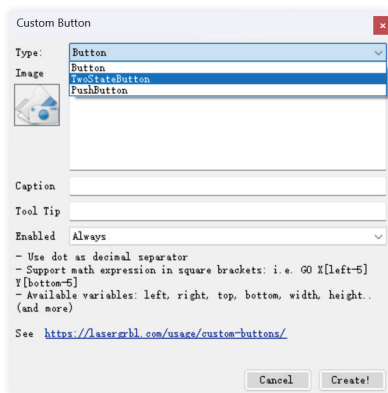 Custom Button
Type: Button
Button
TwoStateButton
PushButton
Image
Caption
Tool Tip
Enabled Always
- Use dot as decimal separator
- Support math expression in square brackets: i.e. G0 X[left-5]
Y[bottom-5]
- Available variables: left, right, top, bottom, width, height..
(and more)
See https://lasergrbl.com/usage/custom-buttons/
Cancel Create!